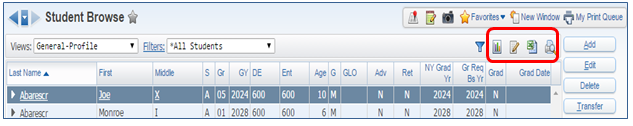 Student Browse
Favorites New Window My Print Queue
Views: General-Profile Filters: *All Students
Add
Edit
Delete
Transfer
Last Name First Middle S Gr GY DE Ent Age G GLO Adv Ret NY Grad Yr Gr Req Bs Yr Grad Grad Date
Abarescr Joe X A 05 2024 600 600 10 M N N 2024 2024 N
Abarescr Monroe I A 01 2028 600 600 6 M N N 2028 2028 N